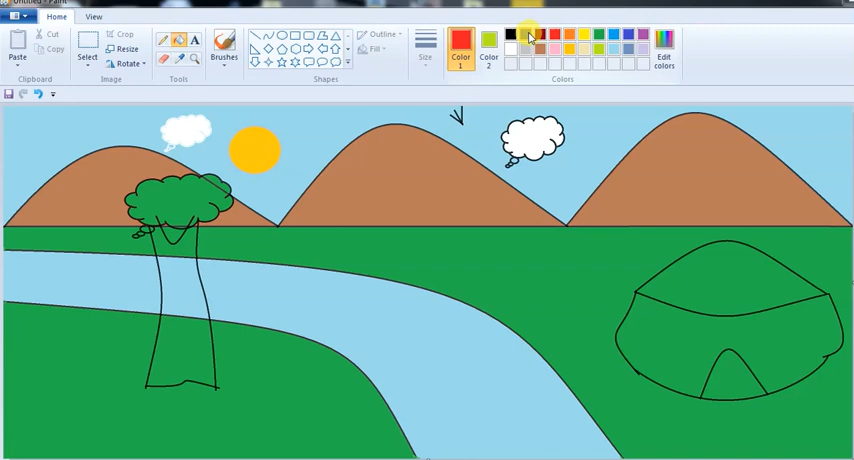 Untitled - Paint
Home View
Paste
Cut
Copy
Clipboard
Select
Crop
Resize
Rotate
Image
A
Tools
Brushes
Outline
Fill
Shapes
Size
Color
1
Color
2
Edit
colors
Colors